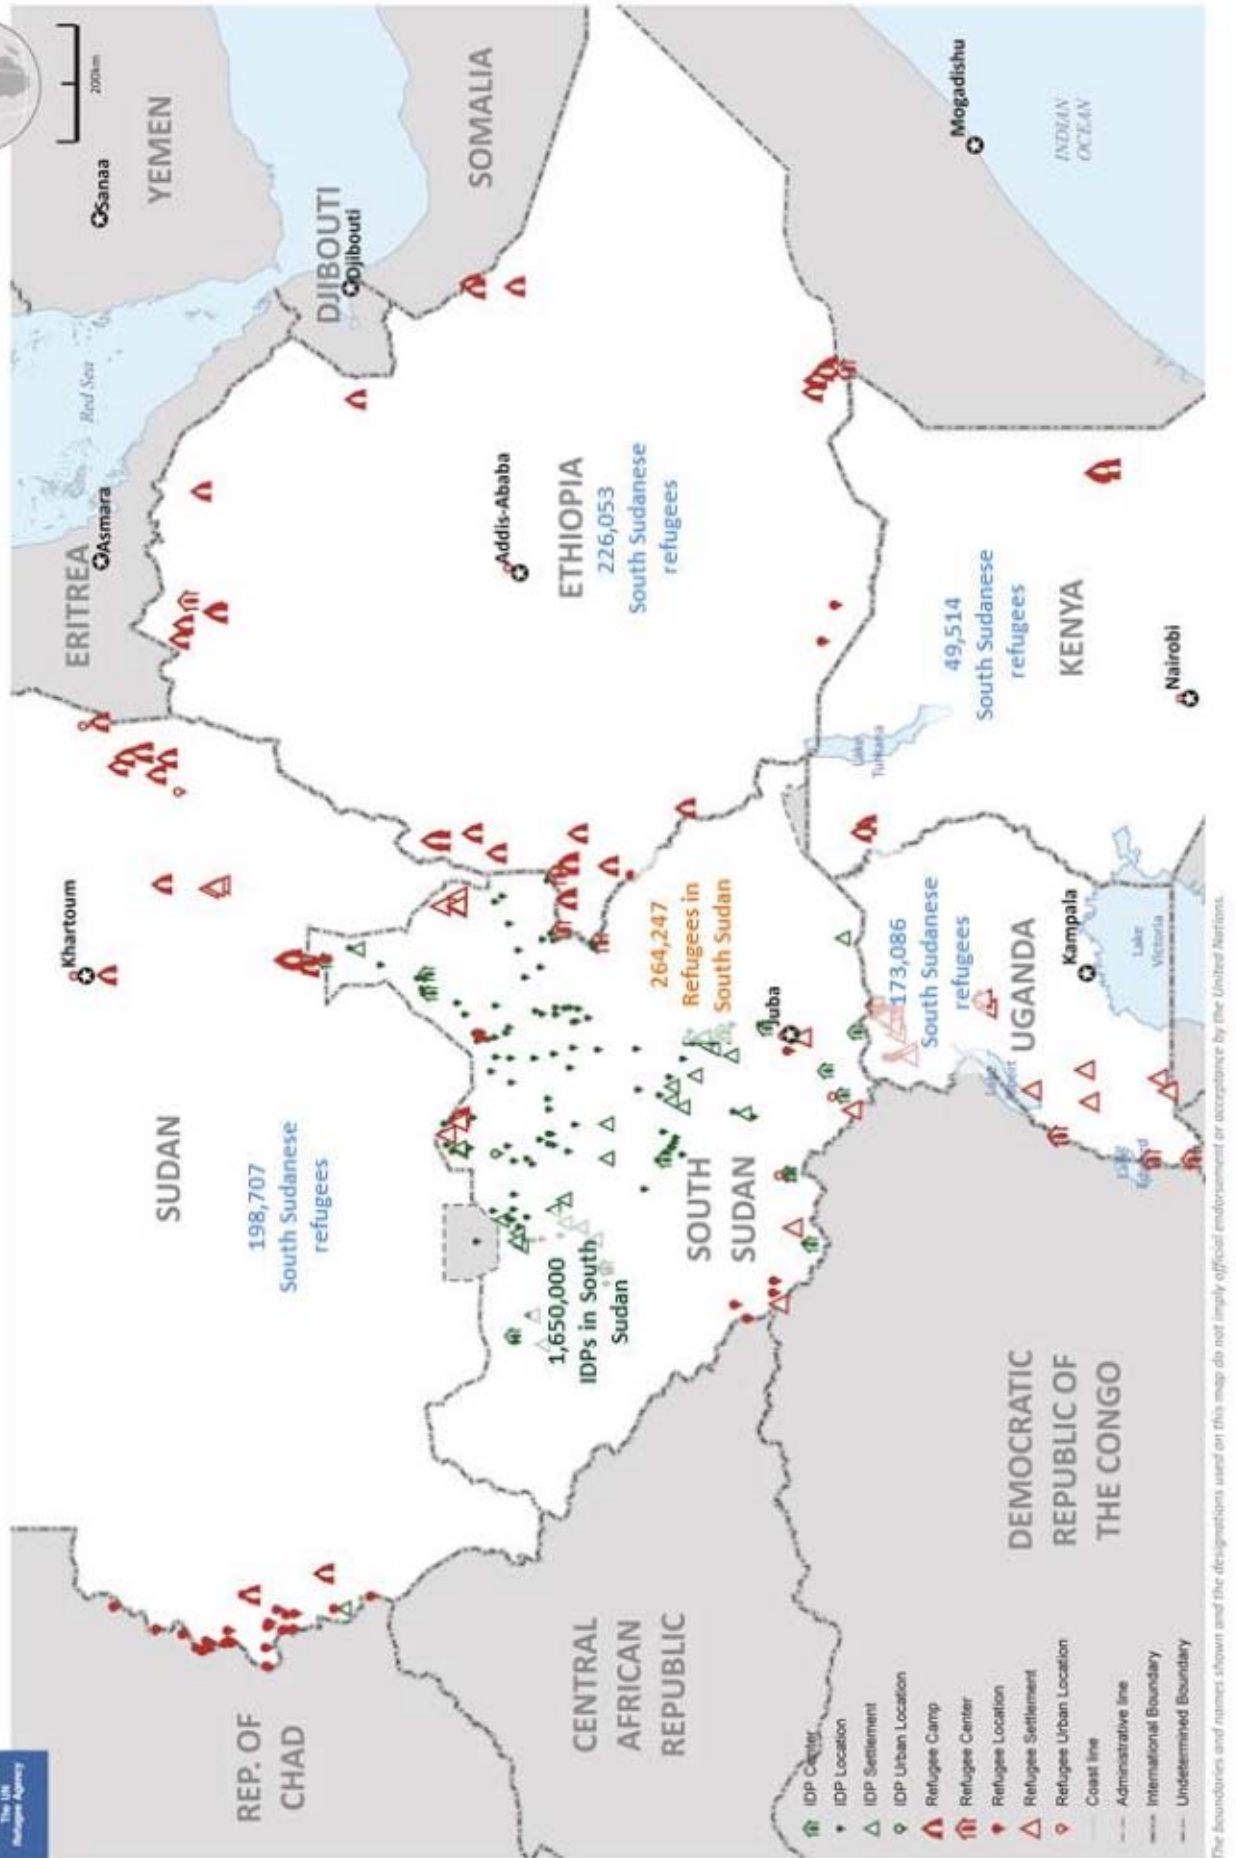 The UN
Refugee Agency
200km
Sanaa
YEMEN
Red Sea
ERITREA
Asmara
DJIBOUTI
Djibouti
SOMALIA
Khartoum
SUDAN
198,707
South Sudanese
refugees
REP. OF
CHAD
Addis-Ababa
ETHIOPIA
226,053
South Sudanese
refugees
1,650,000
IDPs in South
Sudan
264,247
Refugees in
South Sudan
SOUTH
SUDAN
Juba
CENTRAL
AFRICAN
REPUBLIC
Lake
Turkana
49,514
South Sudanese
refugees
KENYA
Nairobi
Mogadishu
INDIAN
OCEAN
173,086
South Sudanese
refugees
UGANDA
Kampala
Lake
Victoria
DEMOCRATIC
REPUBLIC OF
THE CONGO
IDP Center
IDP Location
IDP Settlement
IDP Urban Location
Refugee Camp
Refugee Center
Refugee Location
Refugee Settlement
Refugee Urban Location
Coast line
Administrative line
International Boundary
Undetermined Boundary
The boundaries and names shown and the designations used on this map do not imply official endorsement or acceptance by the United Nations.